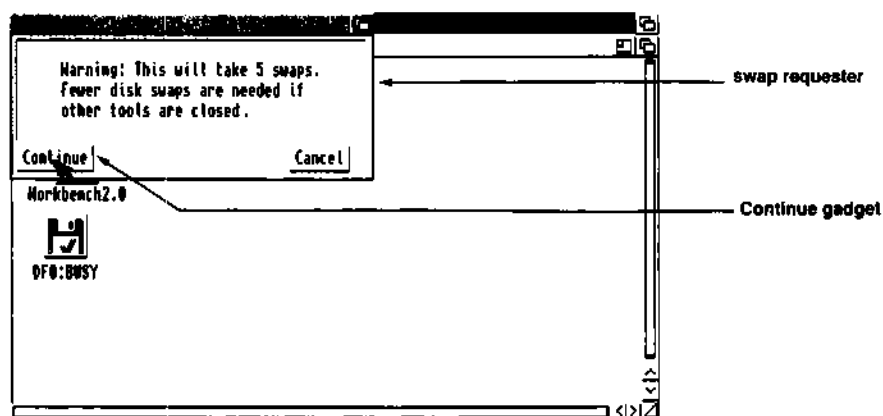 Warning: This will take 5 swaps.
Fewer disk swaps are needed if
other tools are closed.
Continue
Cancel
Workbench2.0
DF0:BUSY
swap requester
Continue gadget